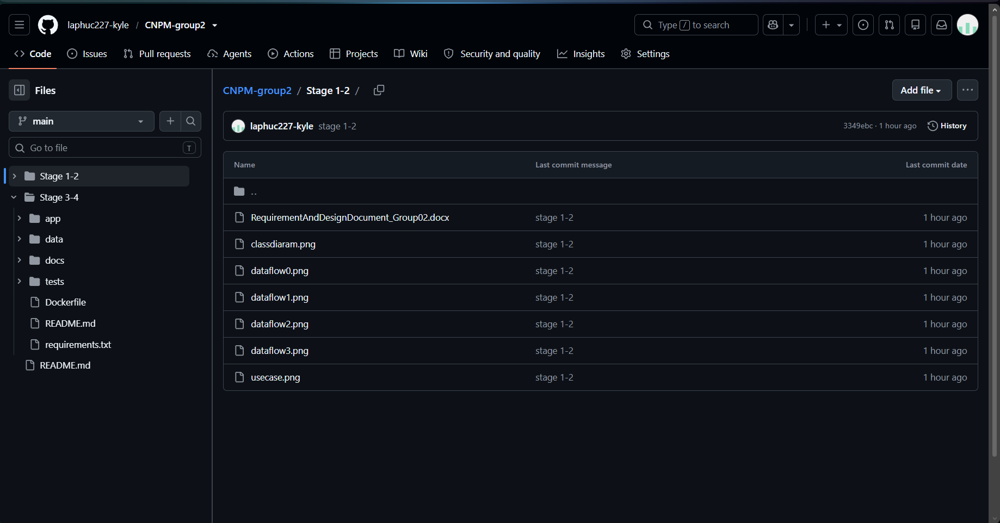 laphuc227-kyle / CNPM-group2
Type / to search
Code Issues Pull requests Agents Actions Projects Wiki Security and quality Insights Settings
Files
main
Go to file T
Stage 1-2
Stage 3-4
app
data
docs
tests
Dockerfile
README.md
requirements.txt
README.md
CNPM-group2 / Stage 1-2 /
Add file
laphuc227-kyle stage 1-2 3349ebc · 1 hour ago History
Name Last commit message Last commit date
..
RequirementAndDesignDocument_Group02.docx stage 1-2 1 hour ago
classdiaram.png stage 1-2 1 hour ago
dataflow0.png stage 1-2 1 hour ago
dataflow1.png stage 1-2 1 hour ago
dataflow2.png stage 1-2 1 hour ago
dataflow3.png stage 1-2 1 hour ago
usecase.png stage 1-2 1 hour ago